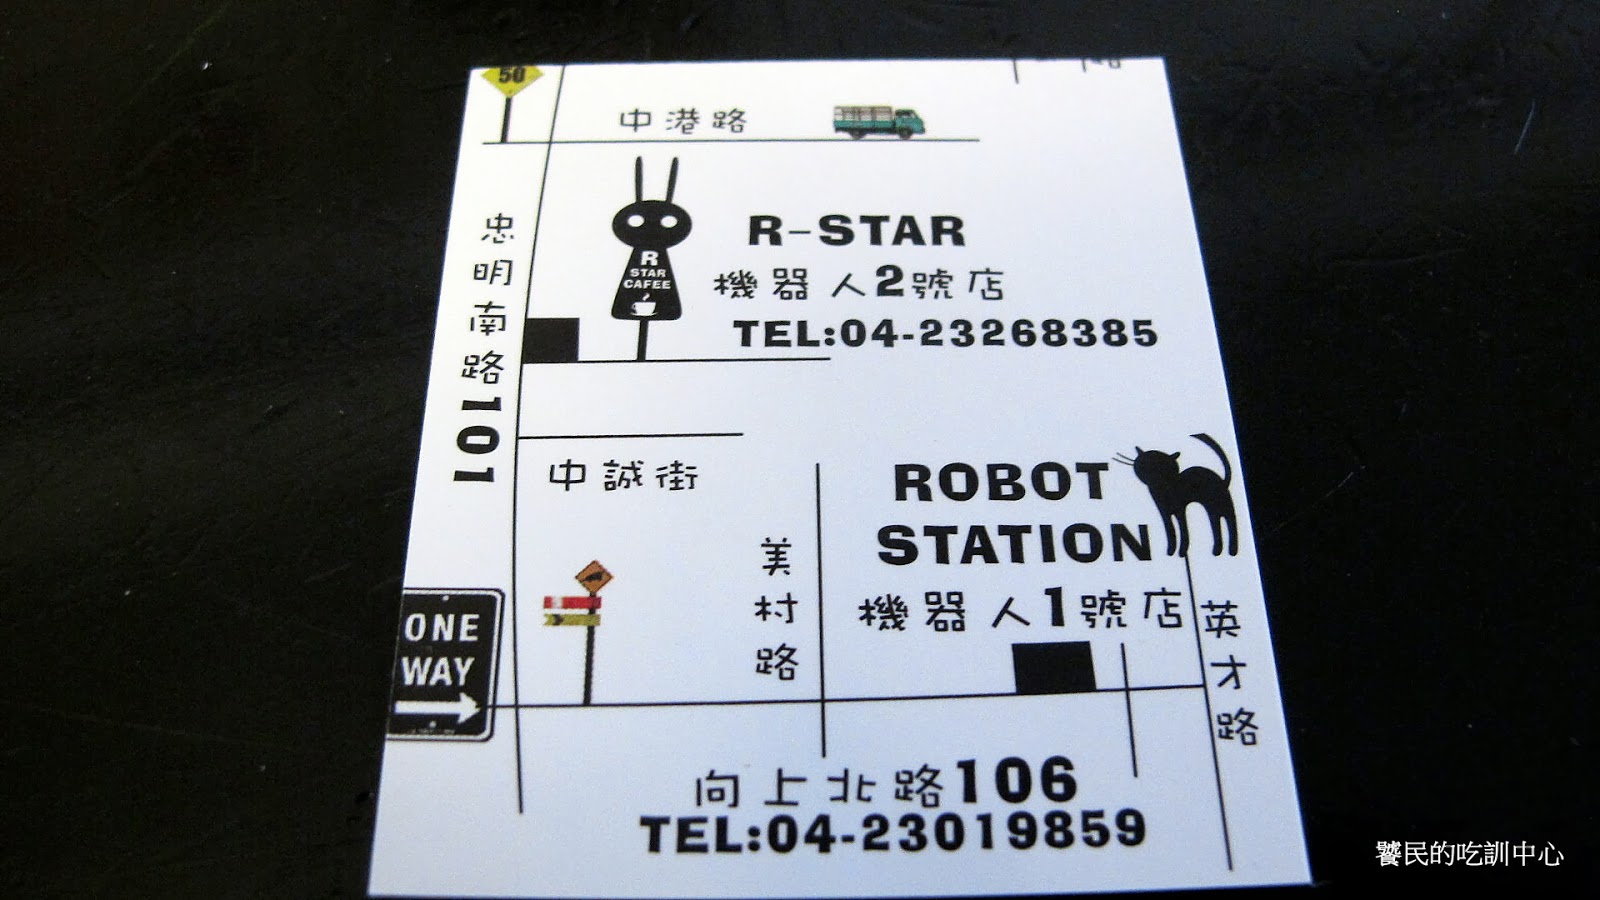 50
中港路
忠明南路101
R-STAR
機器人2號店
TEL:04-23268385
R
STAR
CAFEE
中誠街
美村路
ROBOT
STATION
機器人1號店
英才路
ONE
WAY
向上北路106
TEL:04-23019859
饕民的吃訓中心